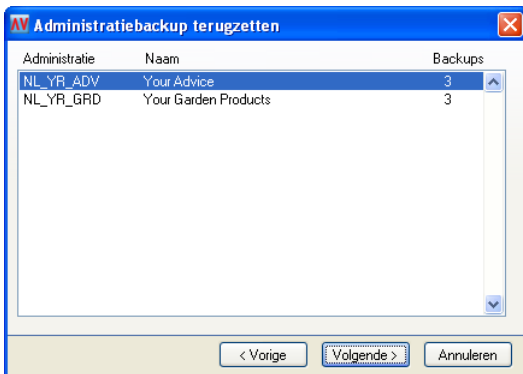 AV Administratiebackup terugzetten
Administratie Naam Backups
NL_YR_ADV Your Advice 3
NL_YR_GRD Your Garden Products 3
< Vorige Volgende > Annuleren